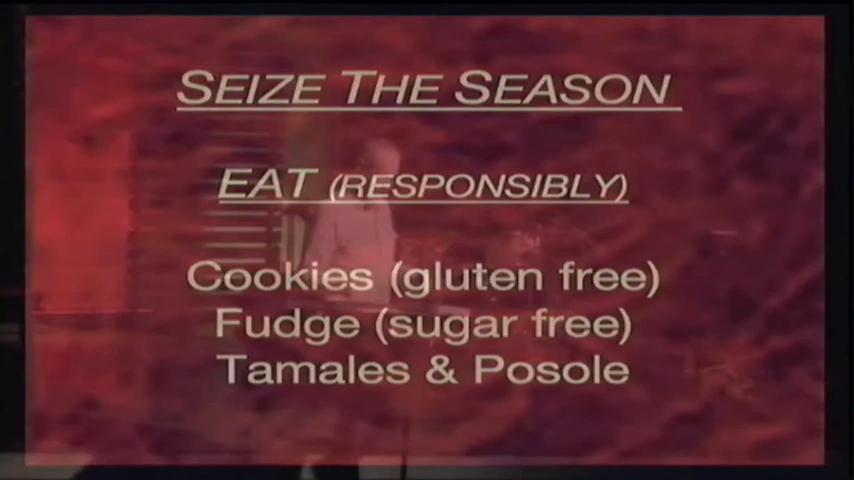 SEIZE THE SEASON
EAT (RESPONSIBLY)
Cookies (gluten free)
Fudge (sugar free)
Tamales & Posole